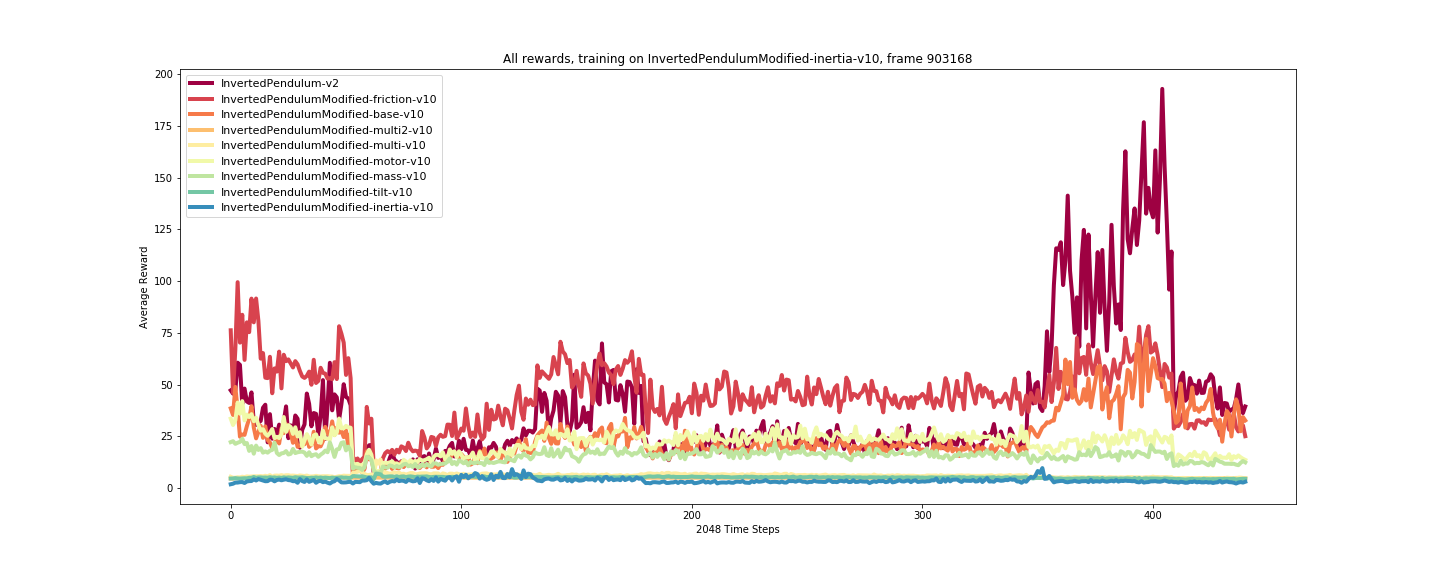 All rewards, training on InvertedPendulumModified-inertia-v10, frame 903168
200
175
150
125
100
75
50
25
0
Average Reward
InvertedPendulum-v2
InvertedPendulumModified-friction-v10
InvertedPendulumModified-base-v10
InvertedPendulumModified-multi2-v10
InvertedPendulumModified-multi-v10
InvertedPendulumModified-motor-v10
InvertedPendulumModified-mass-v10
InvertedPendulumModified-tilt-v10
InvertedPendulumModified-inertia-v10
0 100 200 300 400
2048 Time Steps